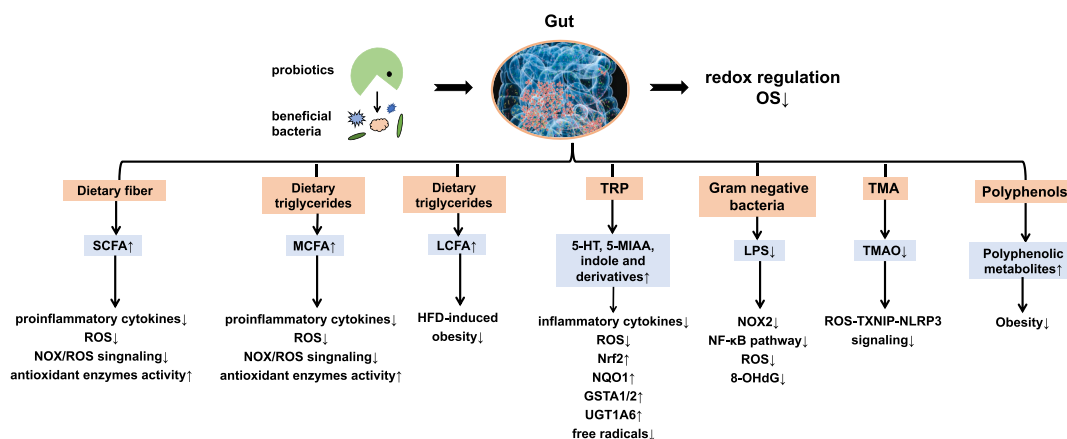 Gut
probiotics
beneficial
bacteria
redox regulation
OS↓
Dietary fiber
SCFA↑
proinflammatory cytokines↓
ROS↓
NOX/ROS singnaling↓
antioxidant enzymes activity↑
Dietary
triglycerides
MCFA↑
proinflammatory cytokines↓
ROS↓
NOX/ROS singnaling↓
antioxidant enzymes activity↑
Dietary
triglycerides
LCFA↑
HFD-induced
obesity↓
TRP
5-HT, 5-MIAA,
indole and
derivatives↑
inflammatory cytokines↓
ROS↓
Nrf2↑
NQO1↑
GSTA1/2↑
UGT1A6↑
free radicals↓
Gram negative
bacteria
LPS↓
NOX2↓
NF-κB pathway↓
ROS↓
8-OHdG↓
TMA
TMAO↓
ROS-TXNIP-NLRP3
signaling↓
Polyphenols
Polyphenolic
metabolites↑
Obesity↓